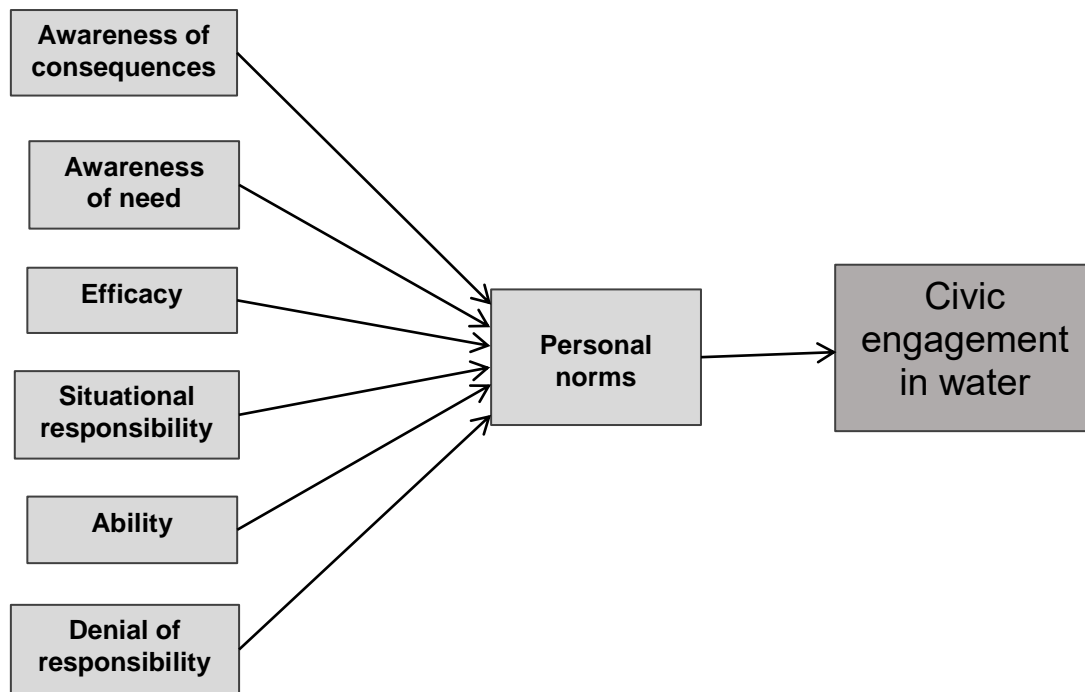 Awareness of
consequences
Awareness
of need
Efficacy
Situational
responsibility
Ability
Denial of
responsibility
Personal
norms
Civic
engagement
in water